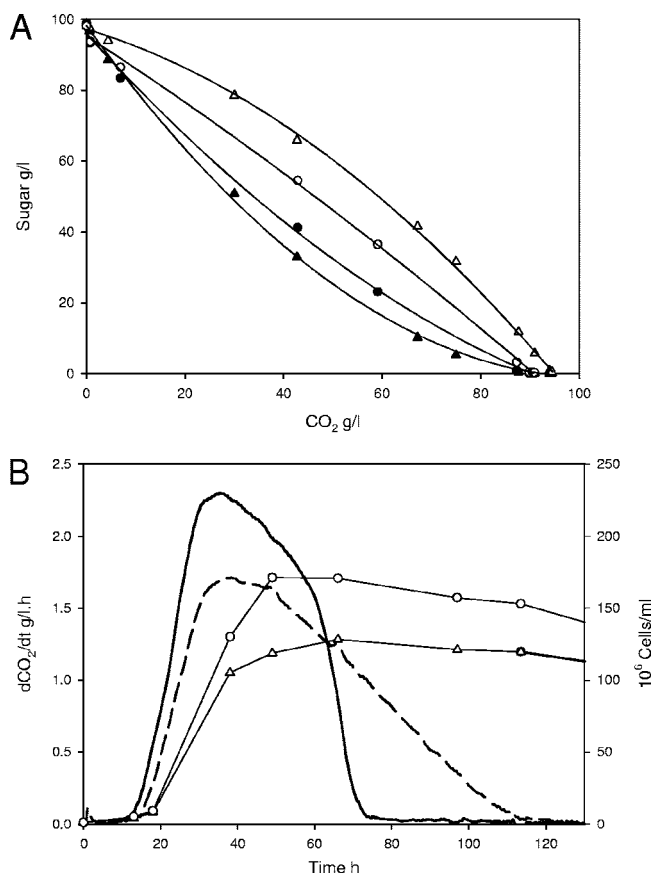 A
100
80
60
40
20
0
Sugar g/l
0 20 40 60 80 100
CO₂ g/l
B
2.5 250
2.0 200
1.5 150
1.0 100
0.5 50
0.0 0
dCO₂/dt g/l.h
10⁶ Cells/ml
0 20 40 60 80 100 120
Time h